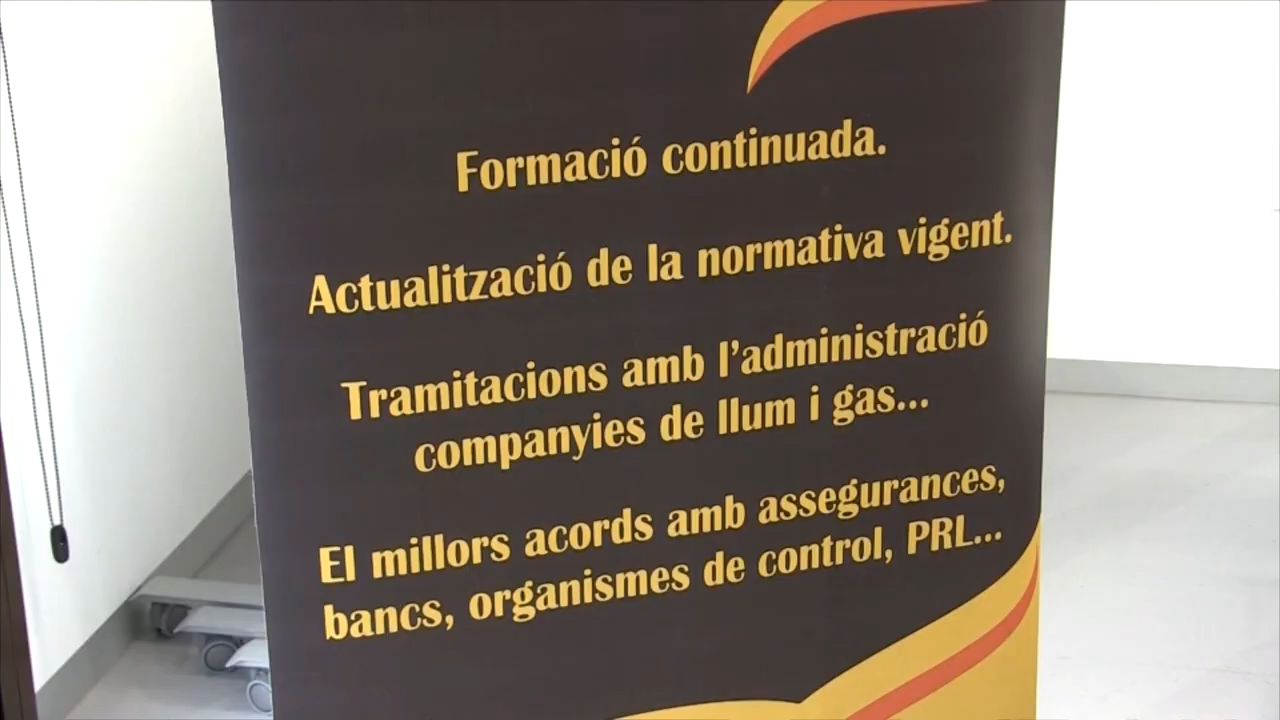 Formació continuada.
Actualització de la normativa vigent.
Tramitacions amb l'administració
companyies de llum i gas...
El millors acords amb assegurances,
bancs, organismes de control, PRL...